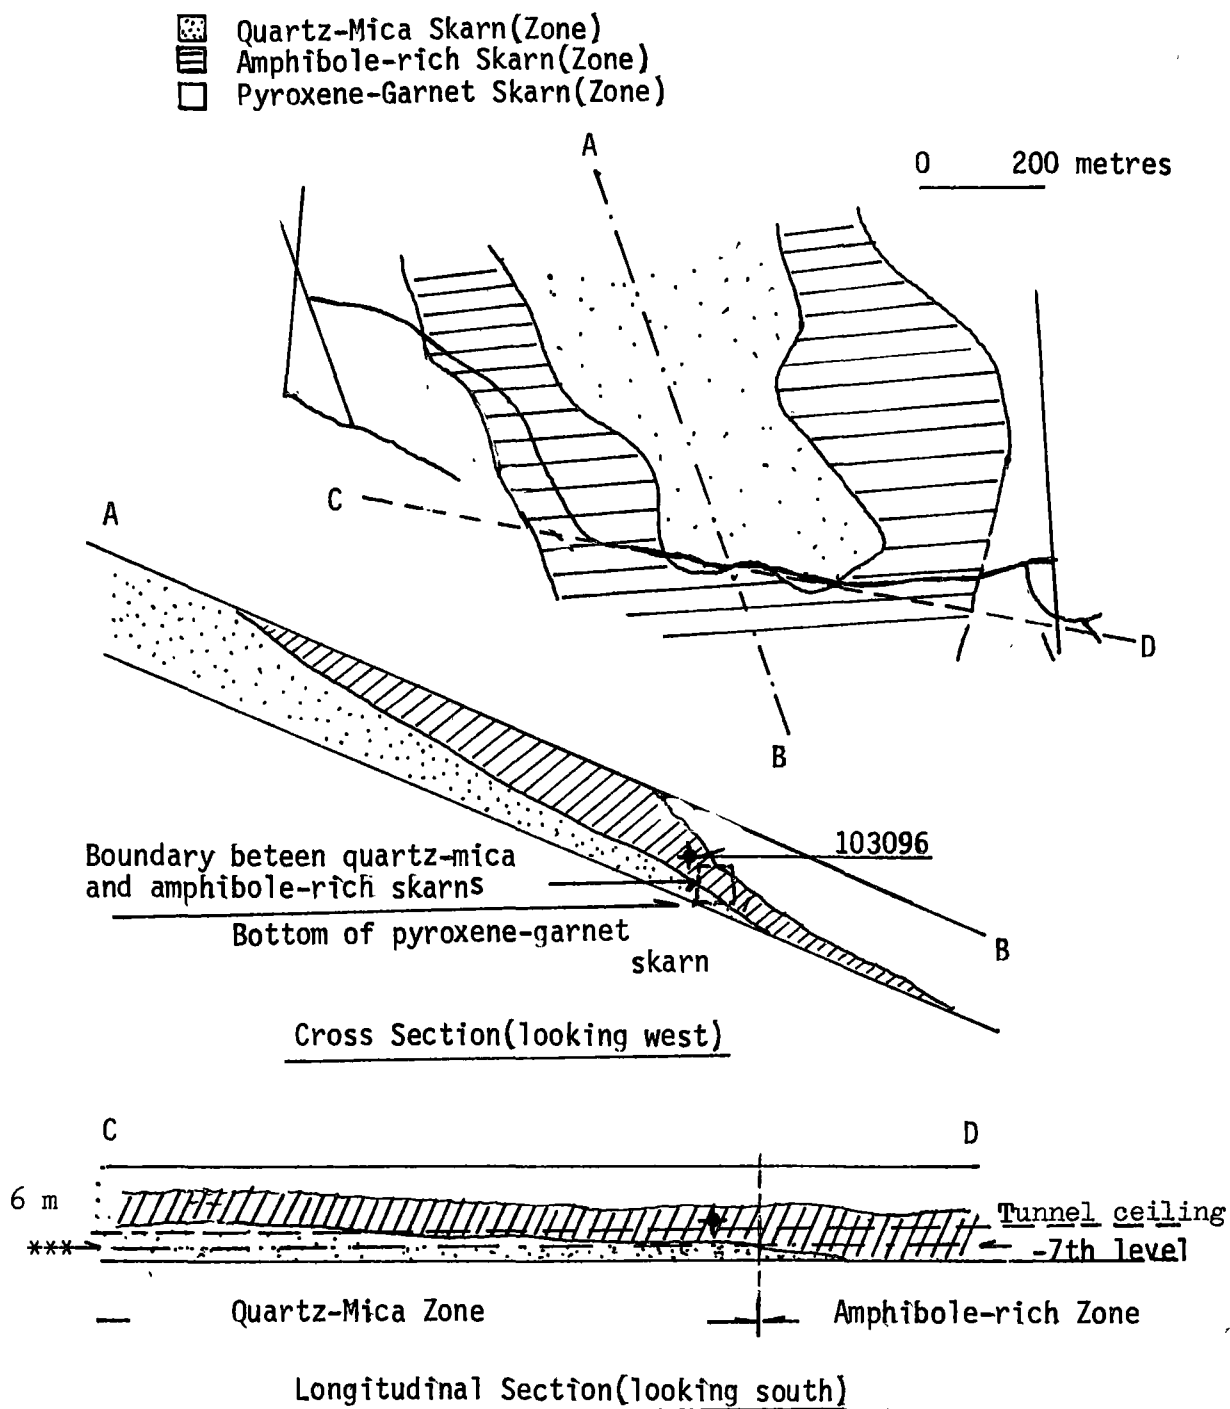 Quartz-Mica Skarn(Zone)
Amphibole-rich Skarn(Zone)
Pyroxene-Garnet Skarn(Zone)
A
0 200 metres
C
A
D
B
103096
Boundary beteen quartz-mica
and amphibole-rich skarns
Bottom of pyroxene-garnet
skarn
B
Cross Section(looking west)
C
D
6 m
Tunnel ceiling
***
-7th level
Quartz-Mica Zone
Amphibole-rich Zone
Longitudinal Section(looking south)